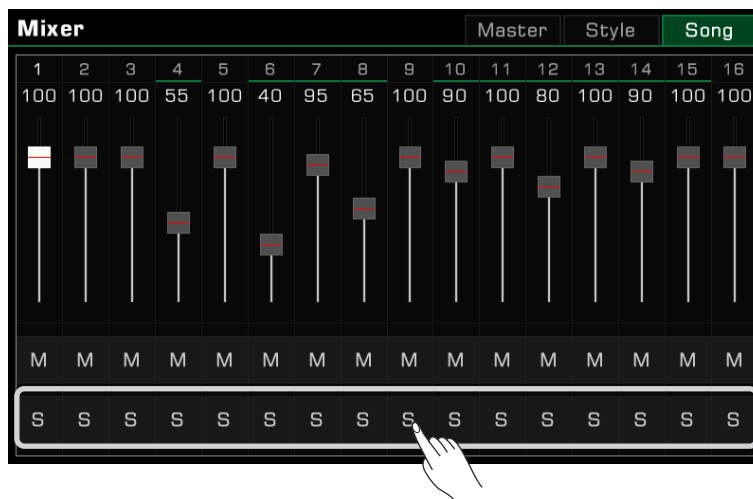 Mixer Master Style Song
1 2 3 4 5 6 7 8 9 10 11 12 13 14 15 16
100 100 100 55 100 40 95 65 100 90 100 80 100 90 100 100
M M M M M M M M M M M M M M M M
S S S S S S S S S S S S S S S S